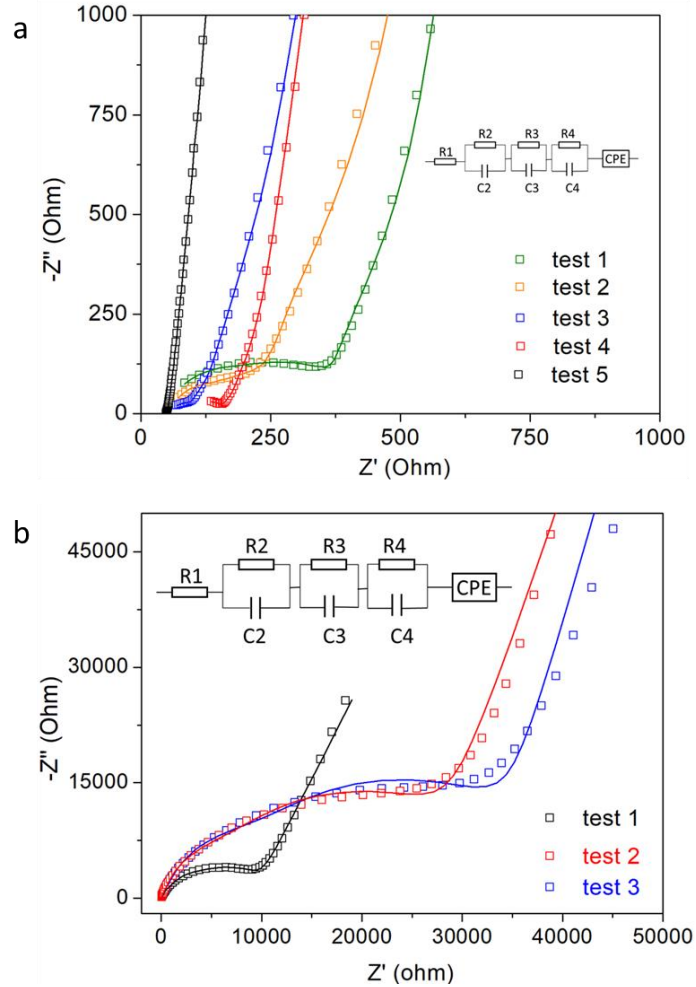 a
1000
750
500
250
0
-Z" (Ohm)
R1 R2 R3 R4 CPE
C2 C3 C4
test 1
test 2
test 3
test 4
test 5
0 250 500 750 1000
Z' (Ohm)
b
45000
30000
15000
0
-Z" (Ohm)
R1 R2 R3 R4 CPE
C2 C3 C4
test 1
test 2
test 3
0 10000 20000 30000 40000 50000
Z' (ohm)